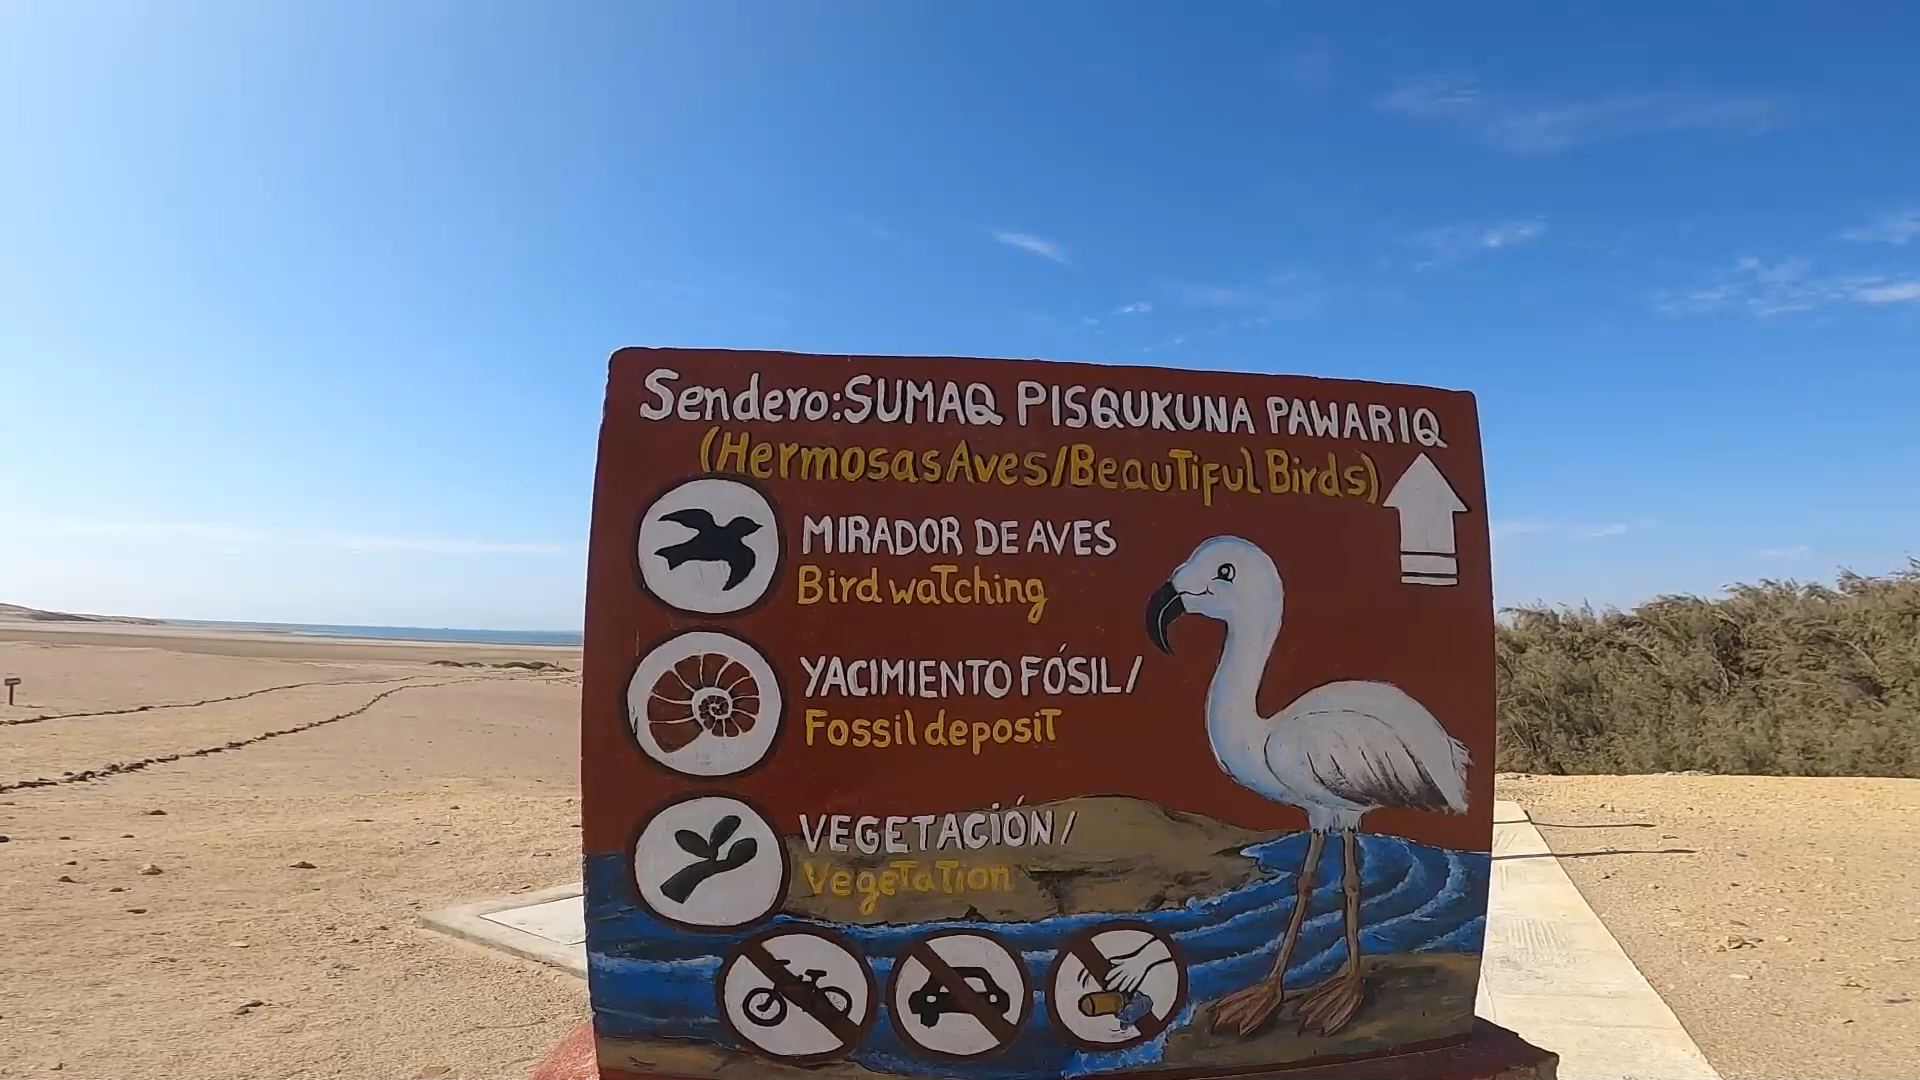 Sendero: SUMAQ PISQUKUNA PAWARIQ
(Hermosas Aves/Beautiful Birds)
MIRADOR DE AVES
Bird watching
YACIMIENTO FÓSIL/
Fossil deposit
VEGETACIÓN/
Vegetation